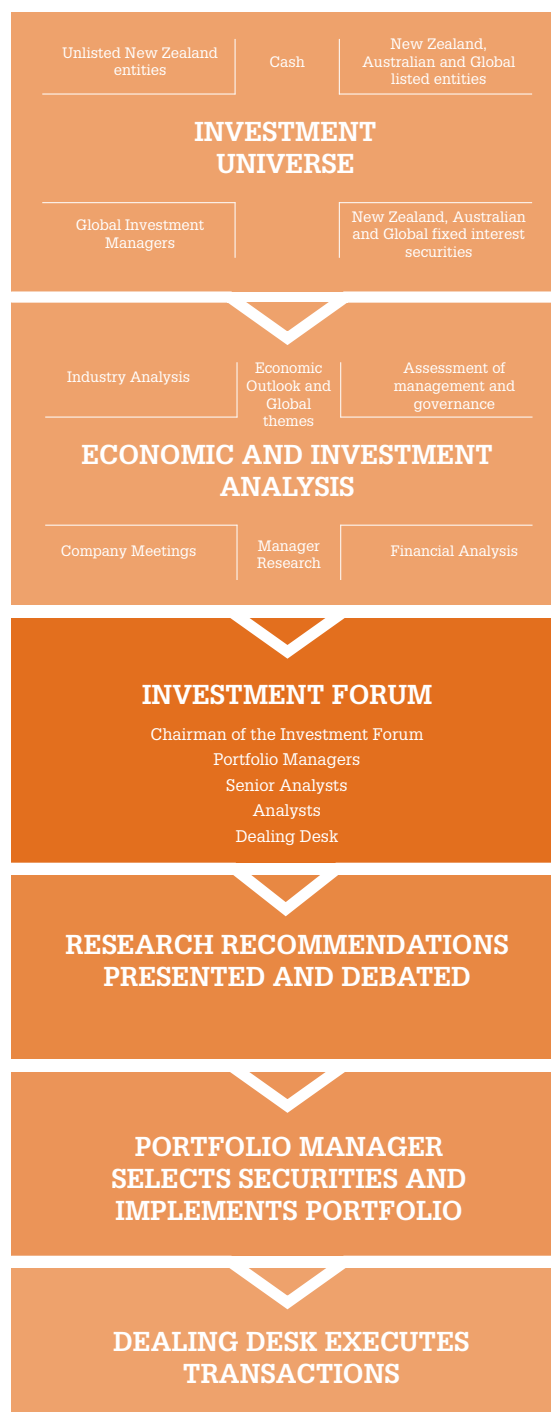 Unlisted New Zealand
entities
Cash
New Zealand,
Australian and Global
listed entities
INVESTMENT
UNIVERSE
Global Investment
Managers
New Zealand, Australian
and Global fixed interest
securities
Industry Analysis
Economic
Outlook and
Global
themes
Assessment of
management and
governance
ECONOMIC AND INVESTMENT
ANALYSIS
Company Meetings
Manager
Research
Financial Analysis
INVESTMENT FORUM
Chairman of the Investment Forum
Portfolio Managers
Senior Analysts
Analysts
Dealing Desk
RESEARCH RECOMMENDATIONS
PRESENTED AND DEBATED
PORTFOLIO MANAGER
SELECTS SECURITIES AND
IMPLEMENTS PORTFOLIO
DEALING DESK EXECUTES
TRANSACTIONS